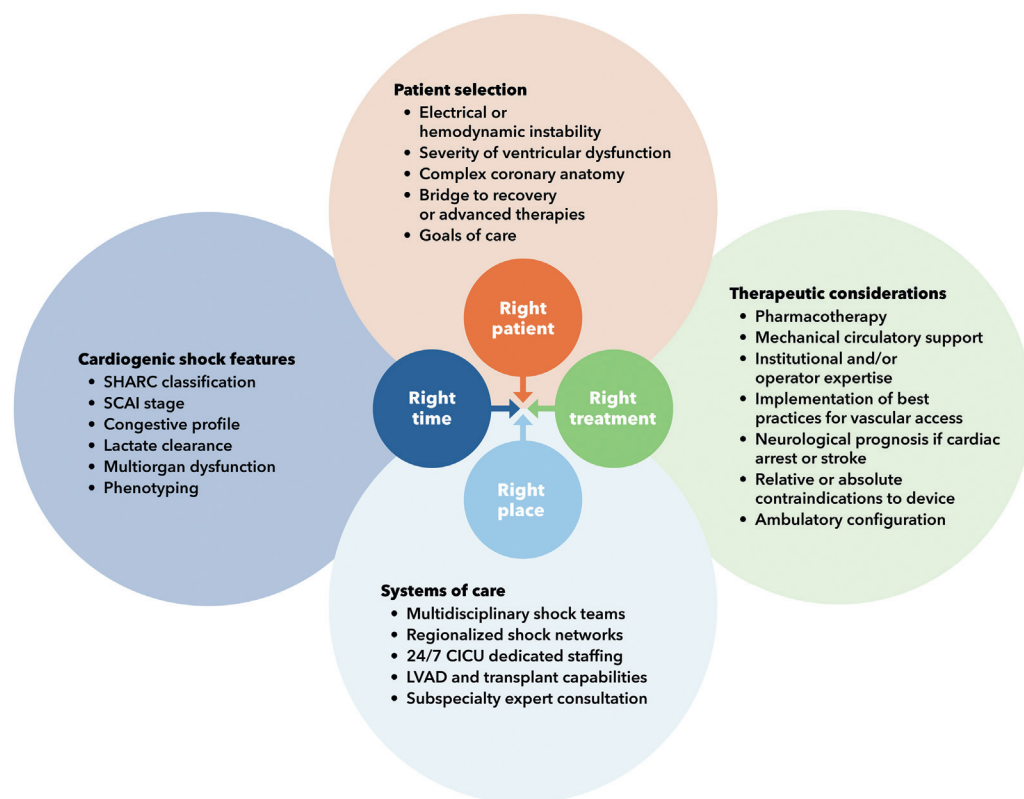 Patient selection
• Electrical or
hemodynamic instability
• Severity of ventricular dysfunction
• Complex coronary anatomy
• Bridge to recovery
or advanced therapies
• Goals of care
Cardiogenic shock features
• SHARC classification
• SCAI stage
• Congestive profile
• Lactate clearance
• Multiorgan dysfunction
• Phenotyping
Right
patient
Right
time
Right
treatment
Right
place
Therapeutic considerations
• Pharmacotherapy
• Mechanical circulatory support
• Institutional and/or
operator expertise
• Implementation of best
practices for vascular access
• Neurological prognosis if cardiac
arrest or stroke
• Relative or absolute
contraindications to device
• Ambulatory configuration
Systems of care
• Multidisciplinary shock teams
• Regionalized shock networks
• 24/7 CICU dedicated staffing
• LVAD and transplant capabilities
• Subspecialty expert consultation